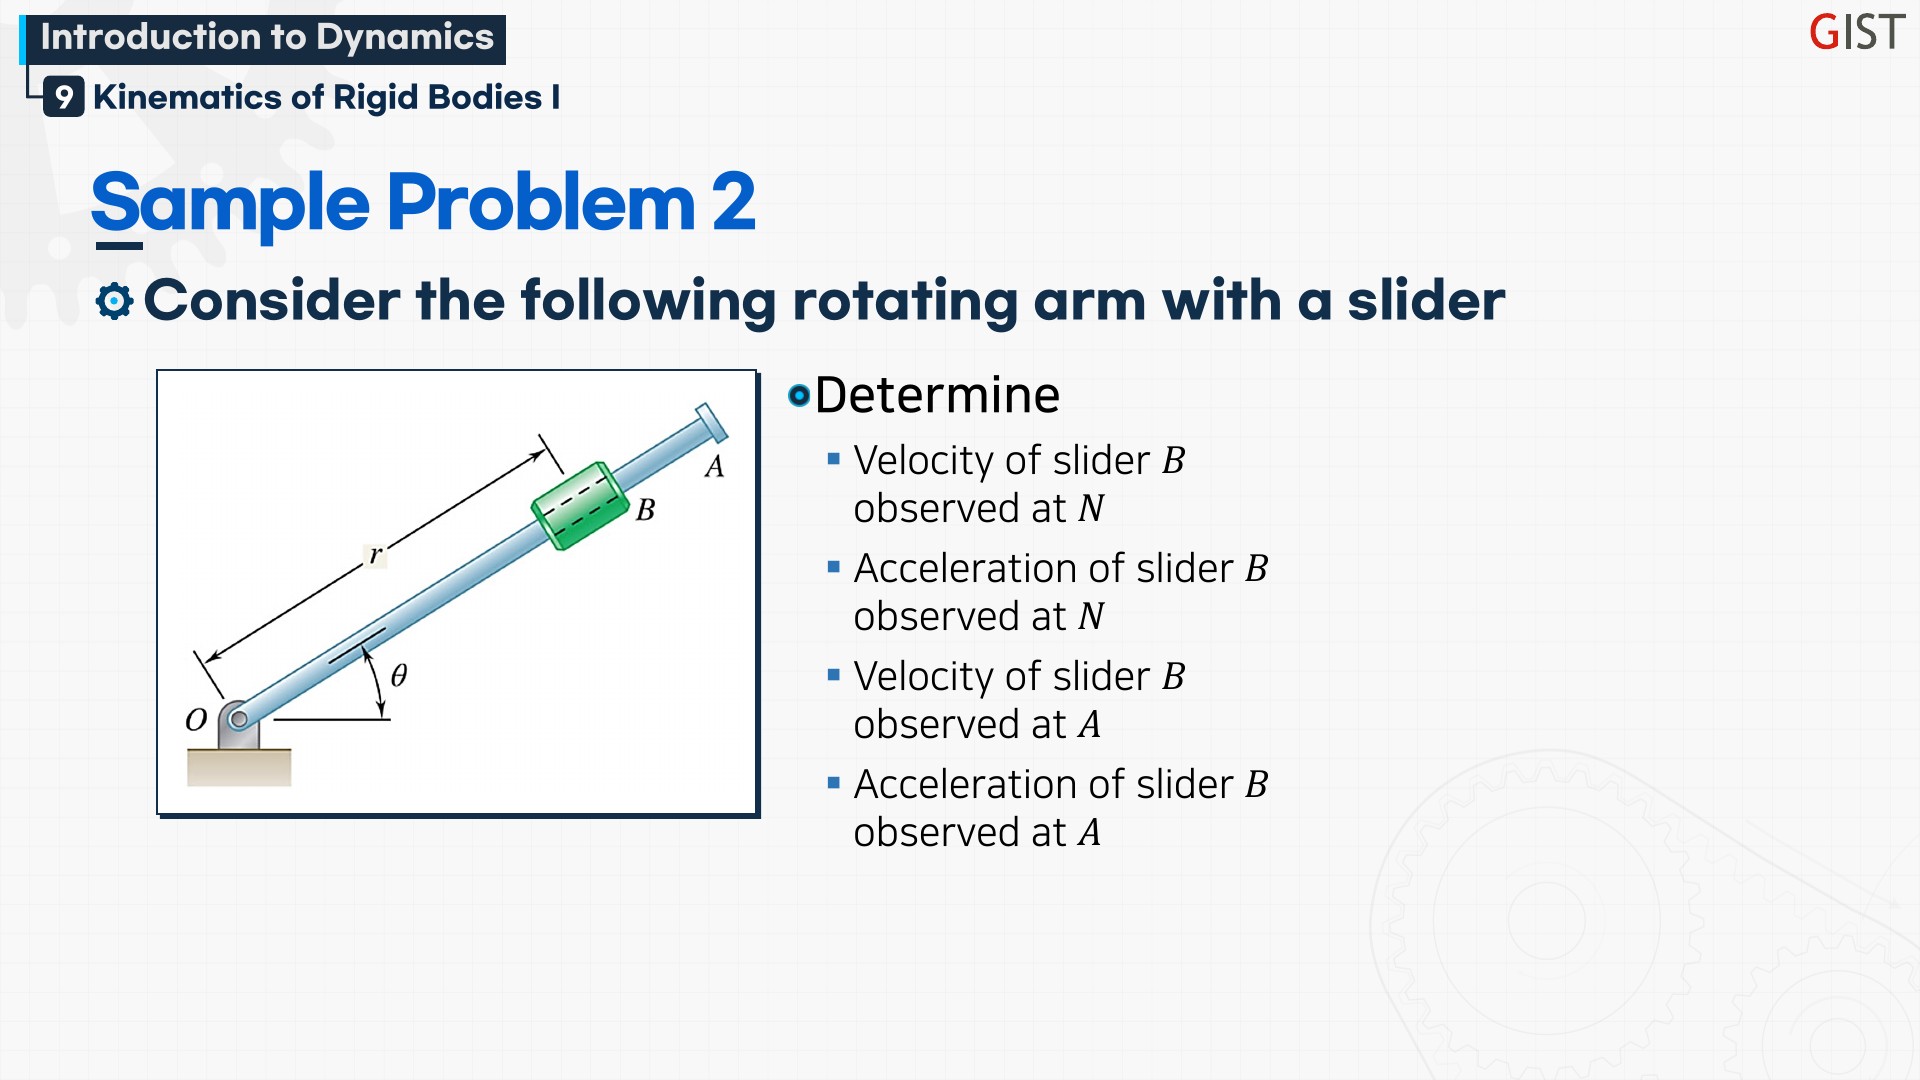 Introduction to Dynamics
GIST
9 Kinematics of Rigid Bodies I
Sample Problem 2
Consider the following rotating arm with a slider
A
B
r
θ
O
Determine
Velocity of slider B
observed at N
Acceleration of slider B
observed at N
Velocity of slider B
observed at A
Acceleration of slider B
observed at A